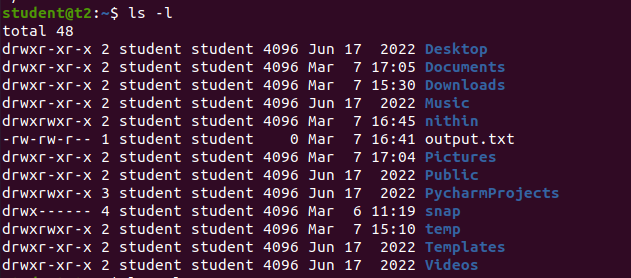 student@t2:~$ ls -l
total 48
drwxr-xr-x 2 student student 4096 Jun 17  2022 Desktop
drwxr-xr-x 2 student student 4096 Mar  7 17:05 Documents
drwxr-xr-x 2 student student 4096 Mar  7 15:30 Downloads
drwxr-xr-x 2 student student 4096 Jun 17  2022 Music
drwxrwxr-x 2 student student 4096 Mar  7 16:45 nithin
-rw-rw-r-- 1 student student    0 Mar  7 16:41 output.txt
drwxr-xr-x 2 student student 4096 Mar  7 17:04 Pictures
drwxr-xr-x 2 student student 4096 Jun 17  2022 Public
drwxrwxr-x 3 student student 4096 Jun 17  2022 PycharmProjects
drwx------ 4 student student 4096 Mar  6 11:19 snap
drwxrwxr-x 2 student student 4096 Mar  7 15:10 temp
drwxr-xr-x 2 student student 4096 Jun 17  2022 Templates
drwxr-xr-x 2 student student 4096 Jun 17  2022 Videos